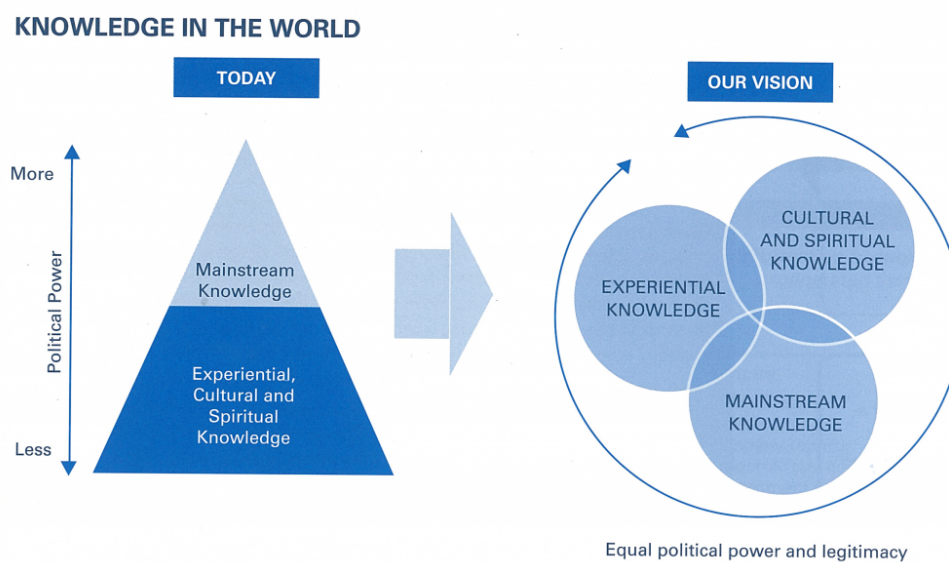 KNOWLEDGE IN THE WORLD
TODAY
More
Political Power
Less
Mainstream
Knowledge
Experiential,
Cultural and
Spiritual
Knowledge
OUR VISION
CULTURAL
AND SPIRITUAL
KNOWLEDGE
EXPERIENTIAL
KNOWLEDGE
MAINSTREAM
KNOWLEDGE
Equal political power and legitimacy